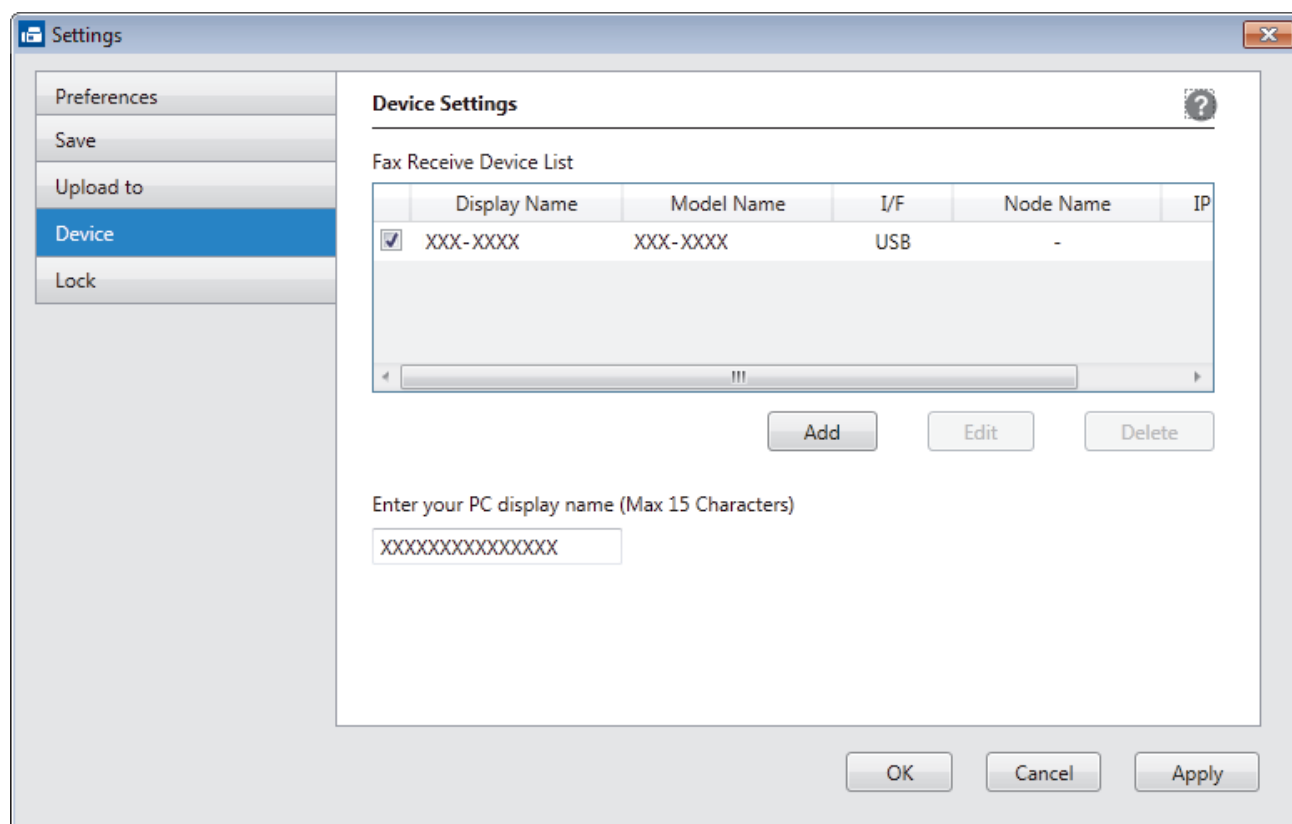 Settings
Preferences
Save
Upload to
Device
Lock
Device Settings
?
Fax Receive Device List
Display Name Model Name I/F Node Name IP
XXX-XXXX XXX-XXXX USB -
Add Edit Delete
Enter your PC display name (Max 15 Characters)
XXXXXXXXXXXXXXX
OK Cancel Apply